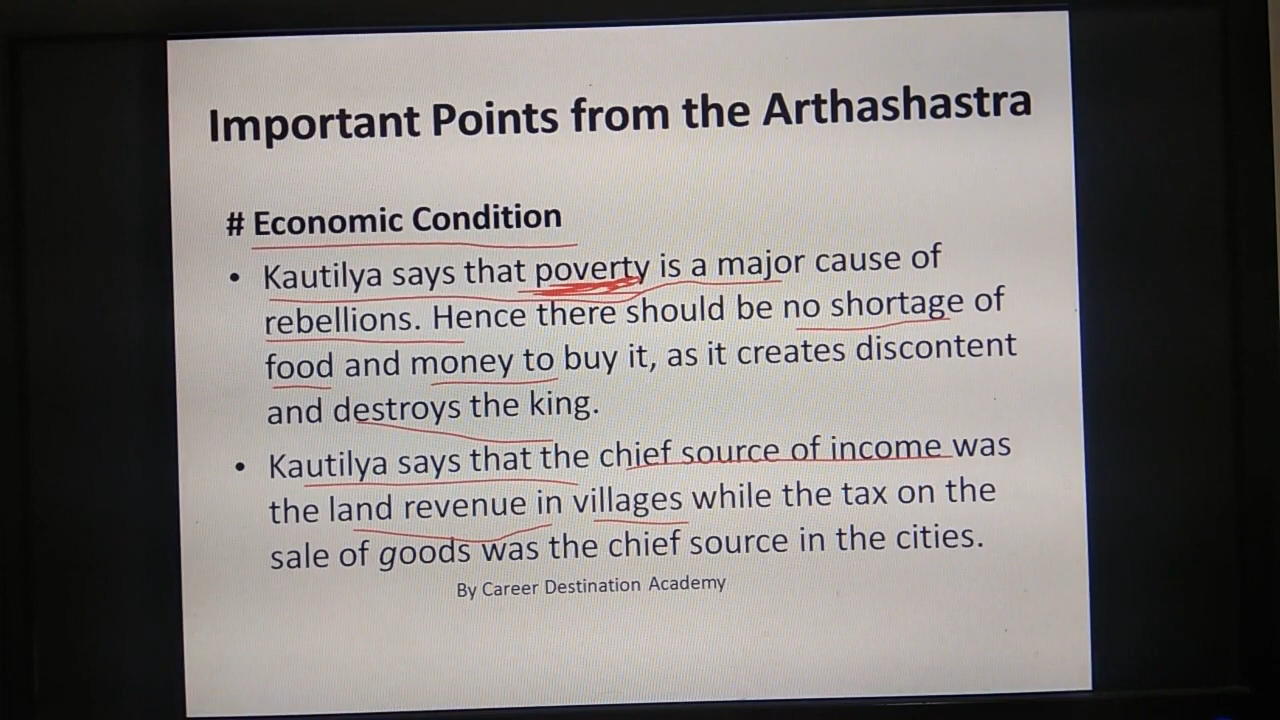 Important Points from the Arthashastra
# Economic Condition
• Kautilya says that poverty is a major cause of
rebellions. Hence there should be no shortage of
food and money to buy it, as it creates discontent
and destroys the king.
• Kautilya says that the chief source of income was
the land revenue in villages while the tax on the
sale of goods was the chief source in the cities.
By Career Destination Academy